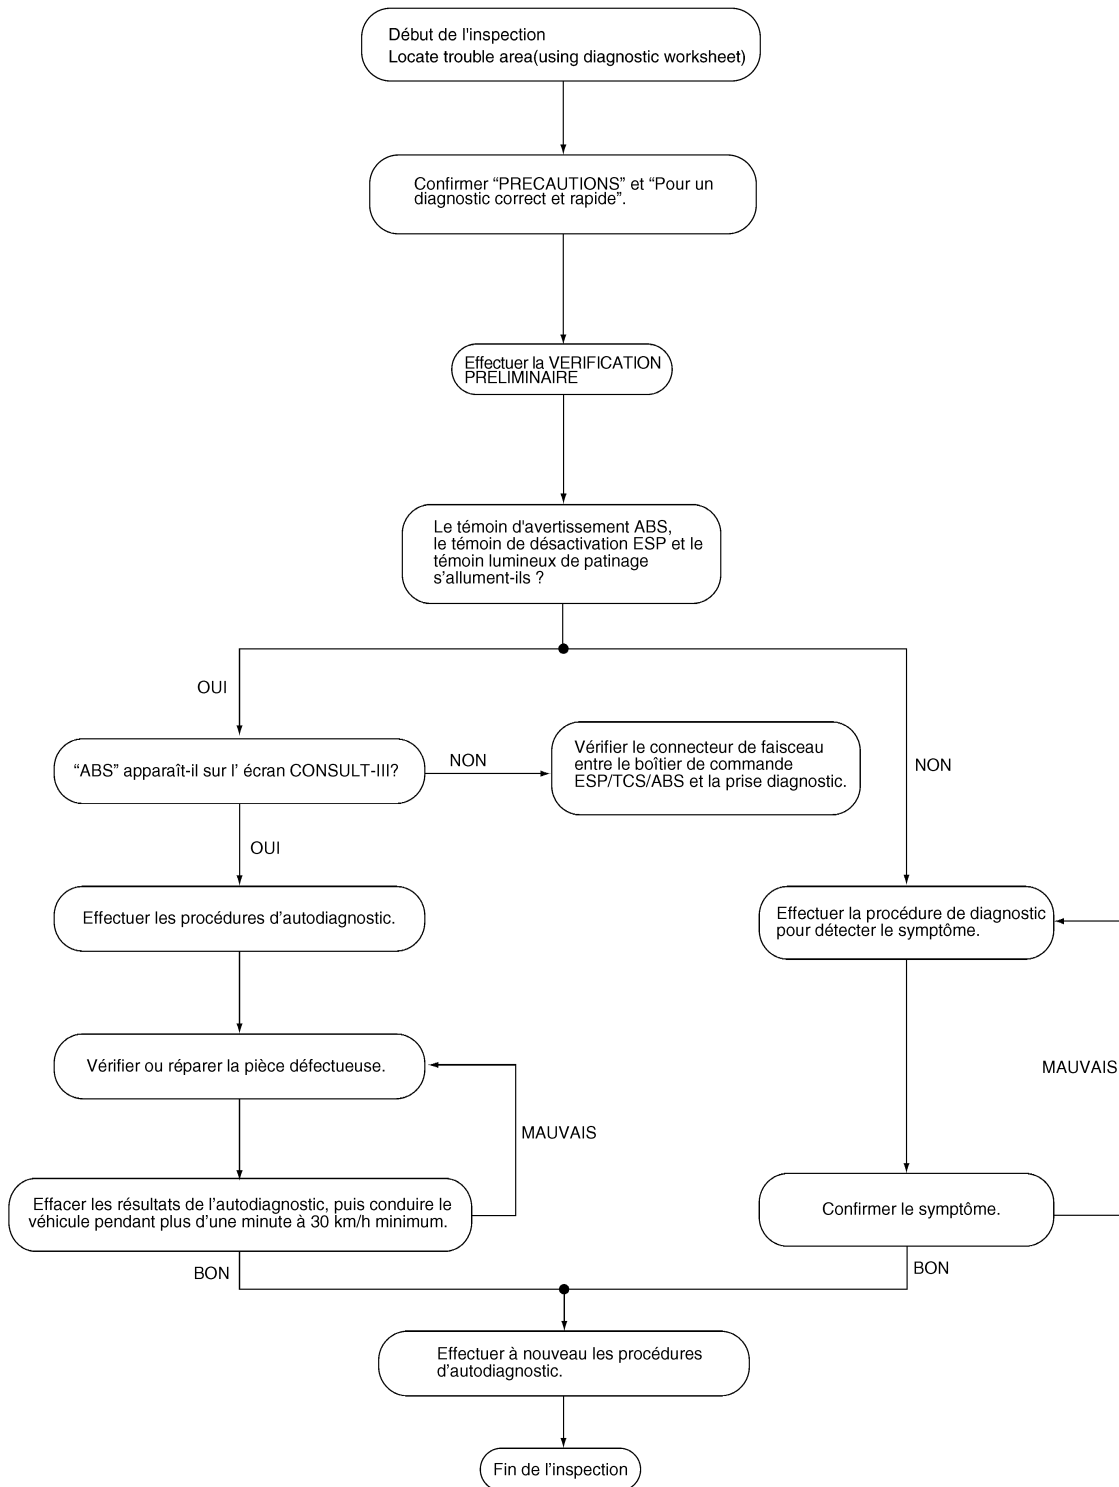 Début de l'inspection
Locate trouble area(using diagnostic worksheet)
Confirmer “PRECAUTIONS” et “Pour un
diagnostic correct et rapide”.
Effectuer la VERIFICATION
PRELIMINAIRE
Le témoin d'avertissement ABS,
le témoin de désactivation ESP et le
témoin lumineux de patinage
s’allument-ils ?
OUI
NON
“ABS” apparaît-il sur l’ écran CONSULT-III?
NON
Vérifier le connecteur de faisceau
entre le boîtier de commande
ESP/TCS/ABS et la prise diagnostic.
OUI
Effectuer les procédures d’autodiagnostic.
Effectuer la procédure de diagnostic
pour détecter le symptôme.
Vérifier ou réparer la pièce défectueuse.
MAUVAIS
MAUVAIS
Effacer les résultats de l’autodiagnostic, puis conduire le
véhicule pendant plus d’une minute à 30 km/h minimum.
Confirmer le symptôme.
BON
BON
Effectuer à nouveau les procédures
d’autodiagnostic.
Fin de l’inspection